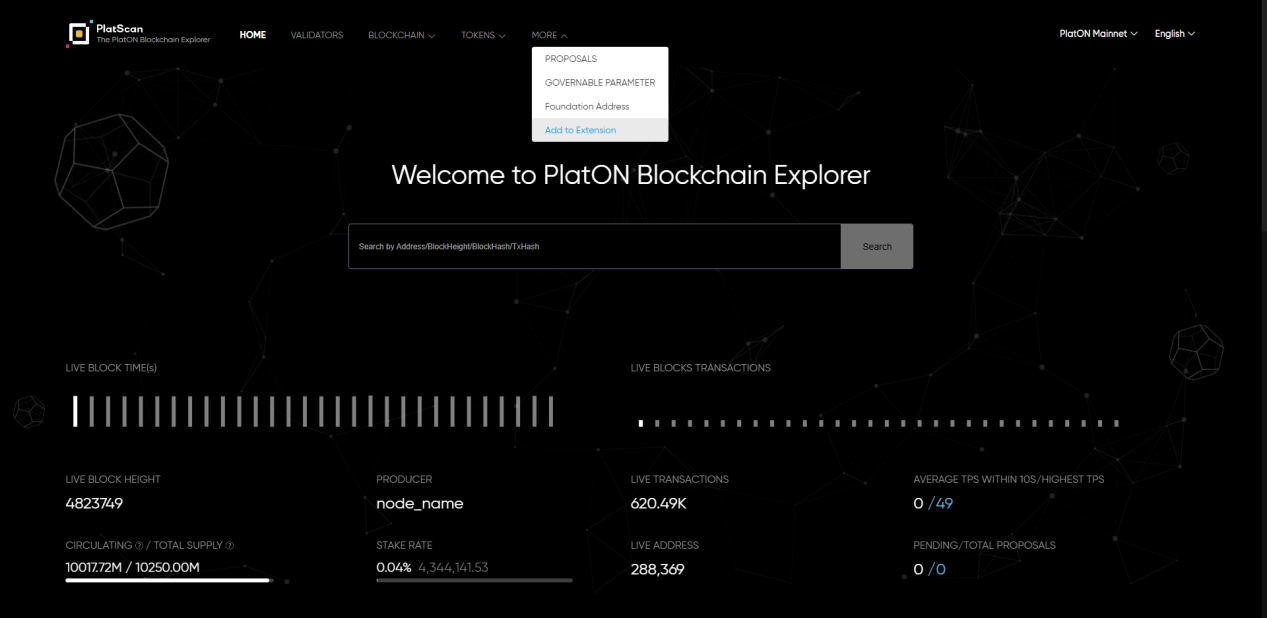 PlatScan
The PlatON Blockchain Explorer
HOME
VALIDATORS
BLOCKCHAIN
TOKENS
MORE
PlatON Mainnet
English
PROPOSALS
GOVERNABLE PARAMETER
Foundation Address
Add to Extension
Welcome to PlatON Blockchain Explorer
Search by Address/BlockHeight/BlockHash/TxHash
Search
LIVE BLOCK TIME(s)
LIVE BLOCKS TRANSACTIONS
LIVE BLOCK HEIGHT
4823749
PRODUCER
node_name
LIVE TRANSACTIONS
620.49K
AVERAGE TPS WITHIN 10S/HIGHEST TPS
0 /49
CIRCULATING ? / TOTAL SUPPLY ?
10017.72M / 10250.00M
STAKE RATE
0.04% 4,344,141.53
LIVE ADDRESS
288,369
PENDING/TOTAL PROPOSALS
0 /0